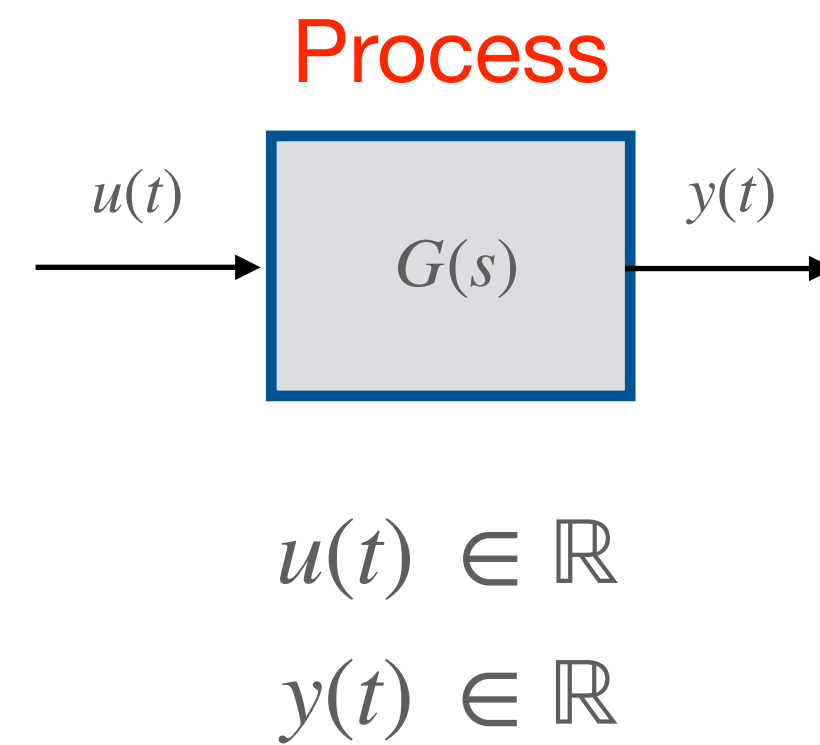 Process
u(t)
y(t)
G(s)
u(t) ∈ ℝ
y(t) ∈ ℝ